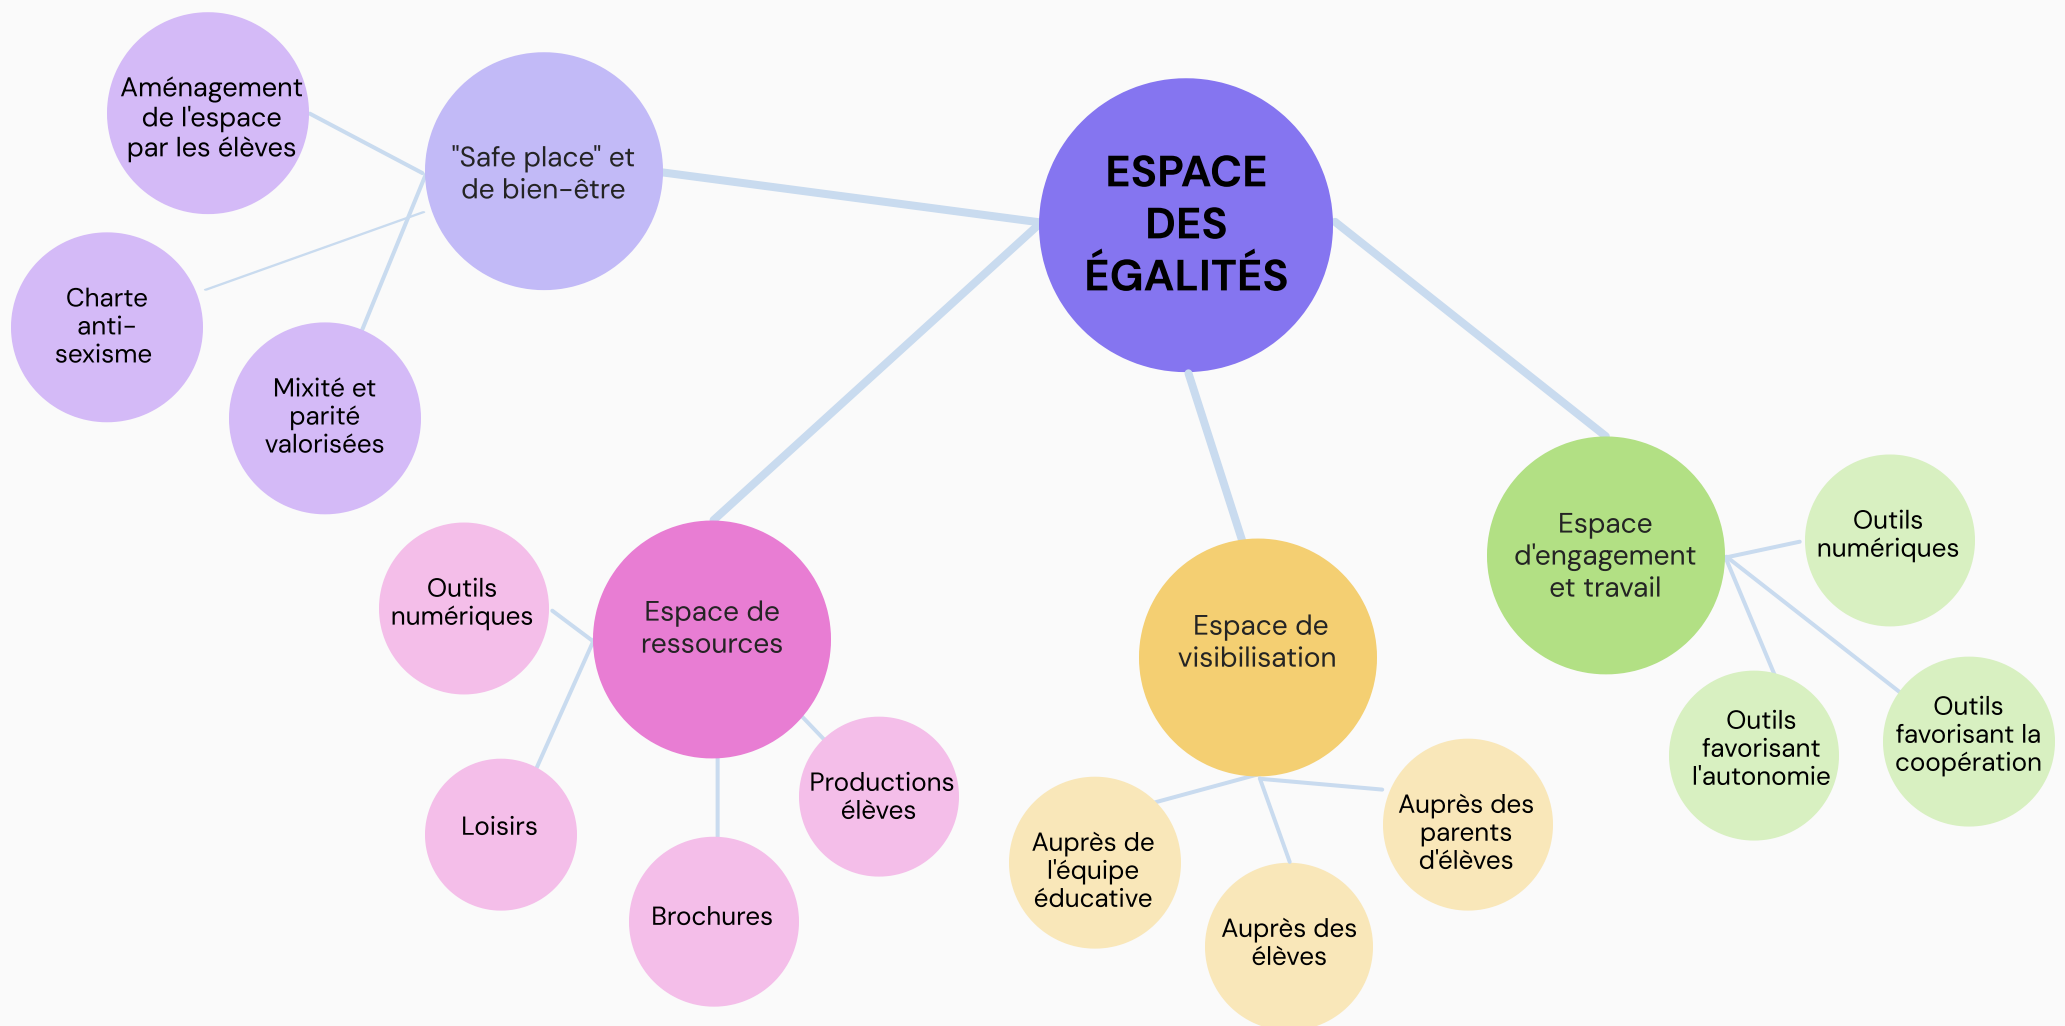 ESPACE
DES
ÉGALITÉS
"Safe place" et
de bien-être
Aménagement
de l'espace
par les élèves
Charte
anti-
sexisme
Mixité et
parité
valorisées
Espace de
ressources
Outils
numériques
Loisirs
Brochures
Productions
élèves
Espace de
visibilisation
Auprès de
l'équipe
éducative
Auprès des
élèves
Auprès des
parents
d'élèves
Espace
d'engagement
et travail
Outils
numériques
Outils
favorisant
l'autonomie
Outils
favorisant la
coopération